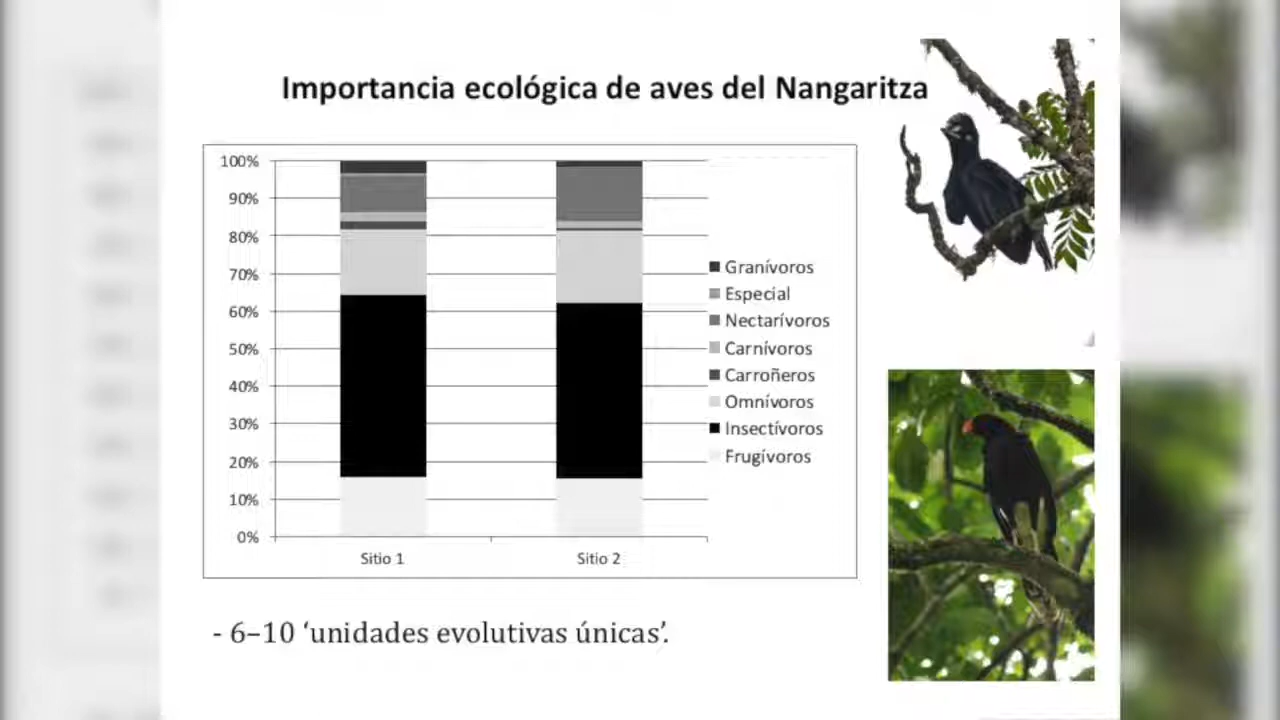 Importancia ecológica de aves del Nangaritza
100%
90%
80%
70%
60%
50%
40%
30%
20%
10%
0%
Sitio 1
Sitio 2
Granívoros
Especial
Nectarívoros
Carnívoros
Carroñeros
Omnívoros
Insectívoros
Frugívoros
- 6–10 ‘unidades evolutivas únicas’.